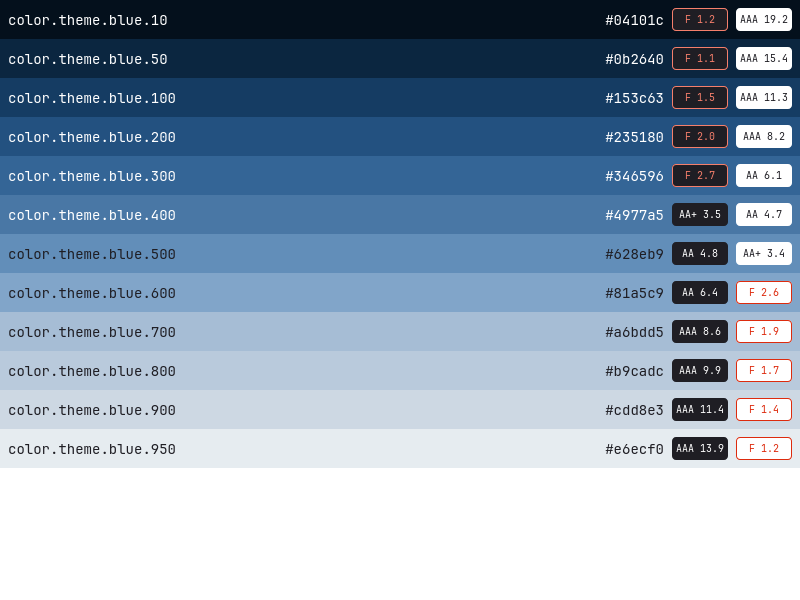 color.theme.blue.10 #04101c F 1.2 AAA 19.2
color.theme.blue.50 #0b2640 F 1.1 AAA 15.4
color.theme.blue.100 #153c63 F 1.5 AAA 11.3
color.theme.blue.200 #235180 F 2.0 AAA 8.2
color.theme.blue.300 #346596 F 2.7 AA 6.1
color.theme.blue.400 #4977a5 AA+ 3.5 AA 4.7
color.theme.blue.500 #628eb9 AA 4.8 AA+ 3.4
color.theme.blue.600 #81a5c9 AA 6.4 F 2.6
color.theme.blue.700 #a6bdd5 AAA 8.6 F 1.9
color.theme.blue.800 #b9cadc AAA 9.9 F 1.7
color.theme.blue.900 #cdd8e3 AAA 11.4 F 1.4
color.theme.blue.950 #e6ecf0 AAA 13.9 F 1.2